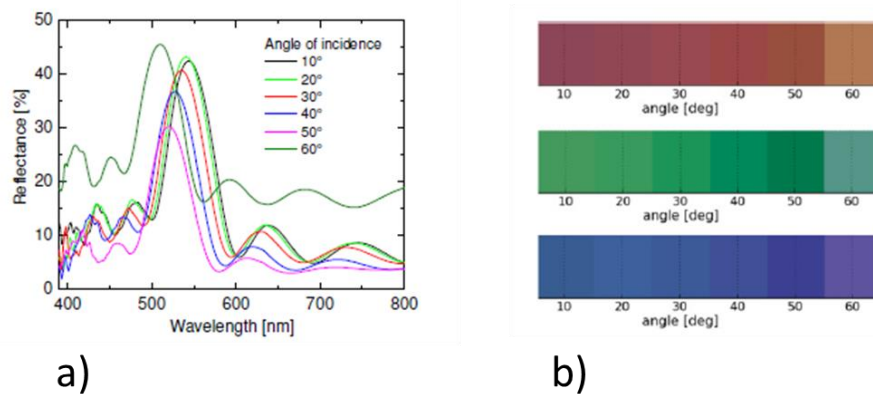 50
40
30
20
10
0
Reflectance [%]
Angle of incidence
10°
20°
30°
40°
50°
60°
400 500 600 700 800
Wavelength [nm]
a)
10 20 30 40 50 60
angle [deg]
10 20 30 40 50 60
angle [deg]
10 20 30 40 50 60
angle [deg]
b)